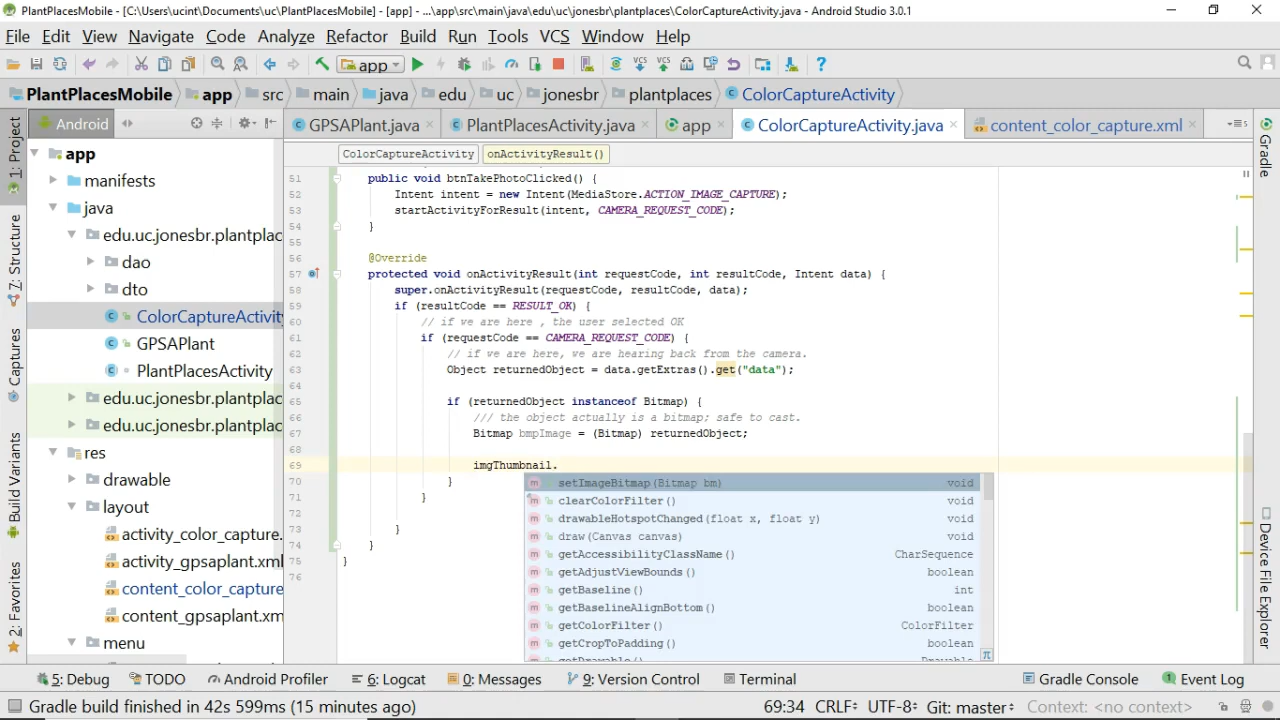 PlantPlacesMobile - [C:\Users\ucint\Documents\uc\PlantPlacesMobile] - [app] - ...\app\src\main\java\edu\uc\jonesbr\plantplaces\ColorCaptureActivity.java - Android Studio 3.0.1
File Edit View Navigate Code Analyze Refactor Build Run Tools VCS Window Help
app VCS VCS ?
PlantPlacesMobile app src main java edu uc jonesbr plantplaces ColorCaptureActivity
Android GPSAPlant.java PlantPlacesActivity.java app ColorCaptureActivity.java content_color_capture.xml
ColorCaptureActivity onActivityResult()
app
manifests
java
edu.uc.jonesbr.plantplac
dao
dto
ColorCaptureActivity
GPSAPlant
PlantPlacesActivity
edu.uc.jonesbr.plantplac
edu.uc.jonesbr.plantplac
res
drawable
layout
activity_color_capture.
activity_gpsaplant.xml
content_color_capture
content_gpsaplant.xm
menu
51 public void btnTakePhotoClicked() {
52 Intent intent = new Intent(MediaStore.ACTION_IMAGE_CAPTURE);
53 startActivityForResult(intent, CAMERA_REQUEST_CODE);
54 }
55
56 @Override
57 protected void onActivityResult(int requestCode, int resultCode, Intent data) {
58 super.onActivityResult(requestCode, resultCode, data);
59 if (resultCode == RESULT_OK) {
60 // if we are here , the user selected OK
61 if (requestCode == CAMERA_REQUEST_CODE) {
62 // if we are here, we are hearing back from the camera.
63 Object returnedObject = data.getExtras().get("data");
64
65 if (returnedObject instanceof Bitmap) {
66 /// the object actually is a bitmap; safe to cast.
67 Bitmap bmpImage = (Bitmap) returnedObject;
68
69 imgThumbnail.
70 }
71 }
72
73 }
74 }
75 }
76
setImageBitmap(Bitmap bm) void
clearColorFilter() void
drawableHotspotChanged(float x, float y) void
draw(Canvas canvas) void
getAccessibilityClassName() CharSequence
getAdjustViewBounds() boolean
getBaseline() int
getBaselineAlignBottom() boolean
getColorFilter() ColorFilter
getCropToPadding() boolean
getDrawable() Drawable
π
1: Project
7: Structure
Captures
Build Variants
2: Favorites
Gradle
Device File Explorer
5: Debug TODO Android Profiler 6: Logcat 0: Messages 9: Version Control Terminal Gradle Console 1 Event Log
Gradle build finished in 42s 599ms (15 minutes ago) 69:34 CRLF UTF-8 Git: master Context: <no context>